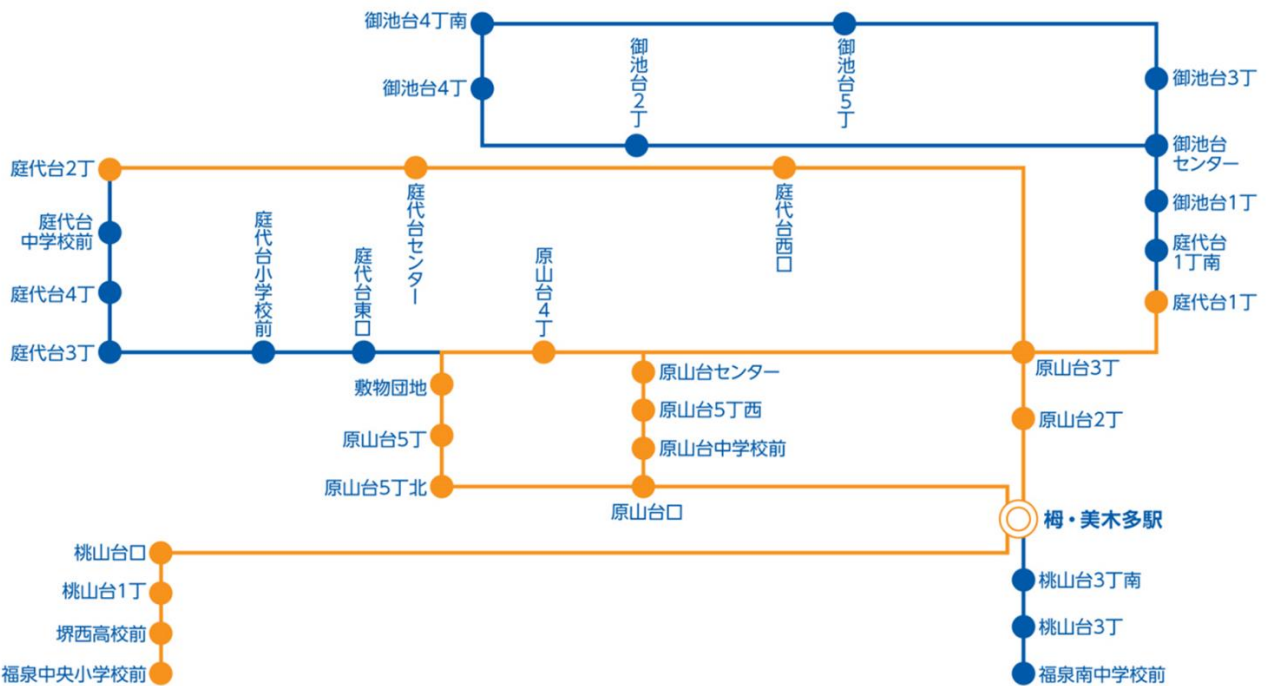 御池台4丁南
御池台5丁
御池台2丁
御池台3丁
御池台4丁
御池台
センター
庭代台2丁
庭代台センター
庭代台西口
御池台1丁
庭代台
中学校前
庭代台小学校前
庭代台東口
原山台4丁
庭代台
1丁南
庭代台4丁
庭代台1丁
庭代台3丁
原山台3丁
敷物団地
原山台センター
原山台5丁西
原山台2丁
原山台5丁
原山台中学校前
原山台5丁北
原山台口
栂・美木多駅
桃山台口
桃山台3丁南
桃山台1丁
桃山台3丁
堺西高校前
福泉中央小学校前
福泉南中学校前